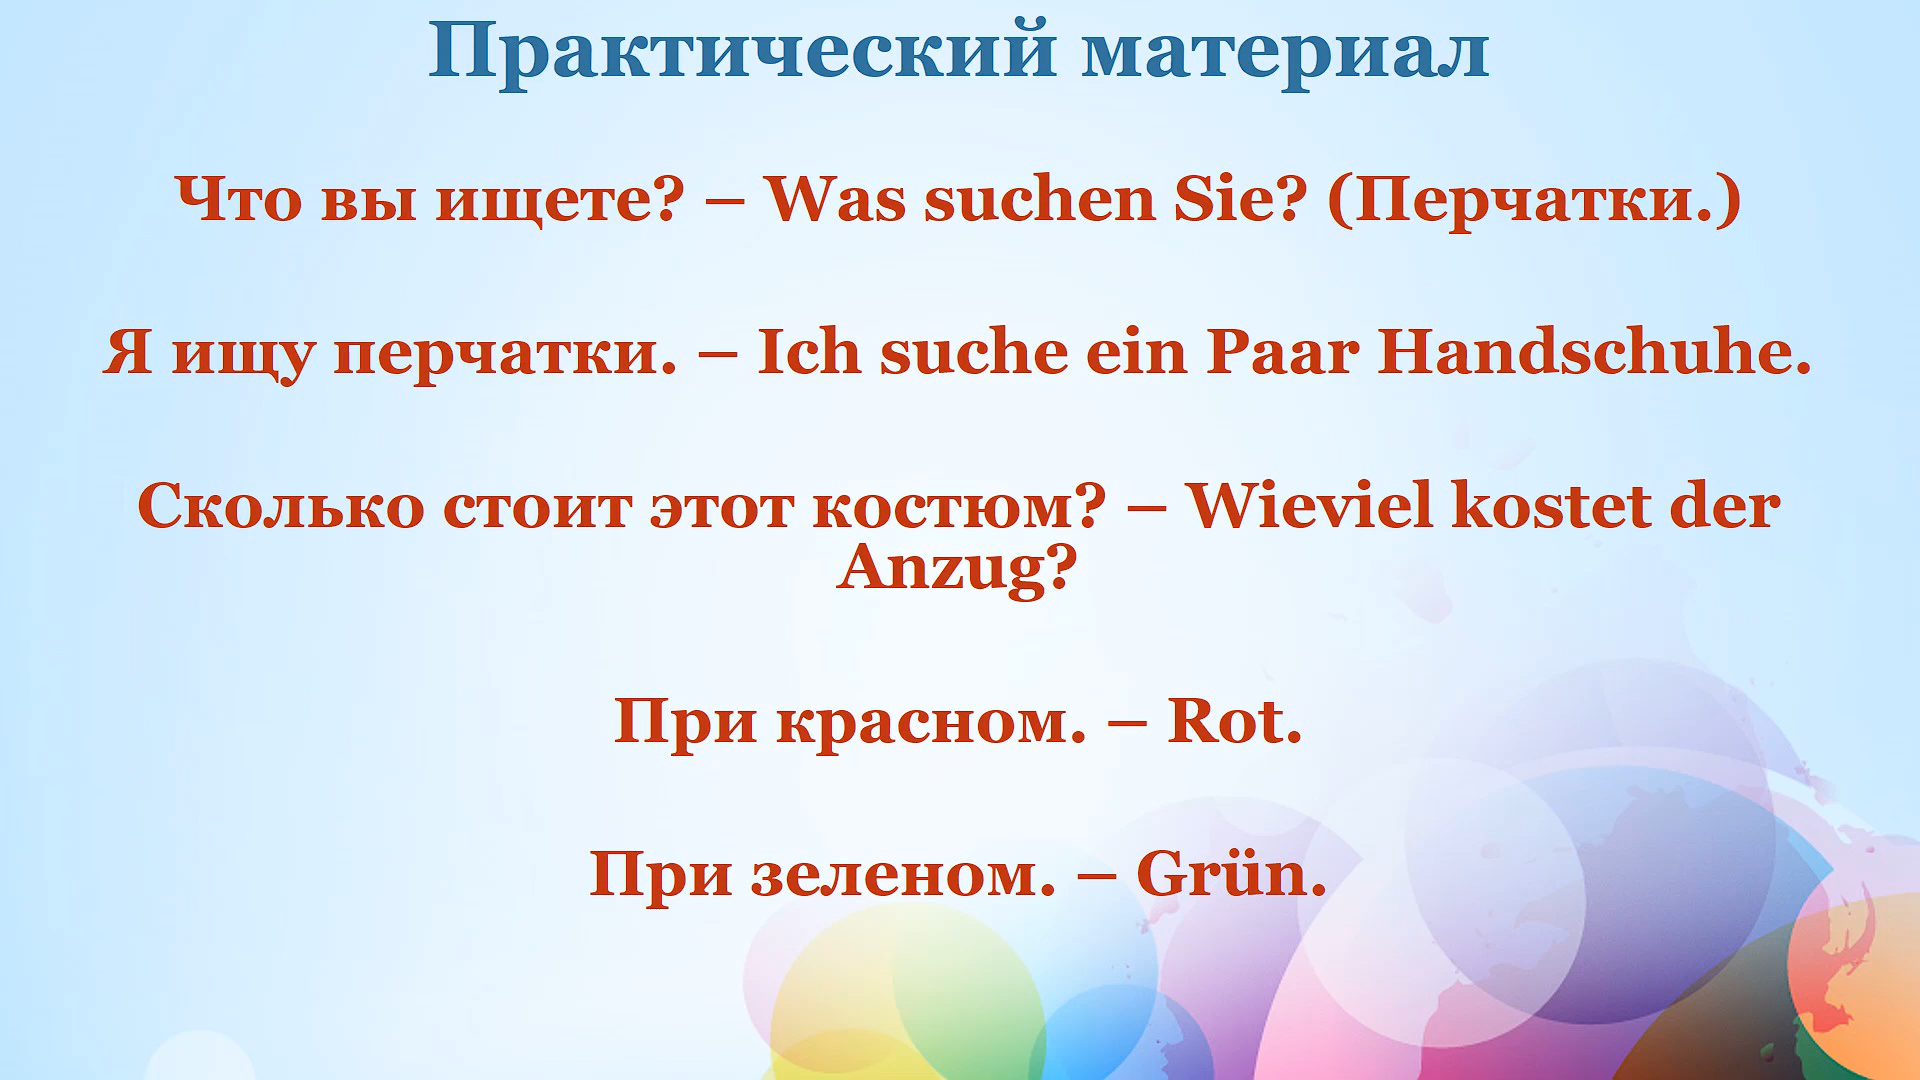 Практический материал
Что вы ищете? – Was suchen Sie? (Перчатки.)
Я ищу перчатки. – Ich suche ein Paar Handschuhe.
Сколько стоит этот костюм? – Wieviel kostet der
Anzug?
При красном. – Rot.
При зеленом. – Grün.